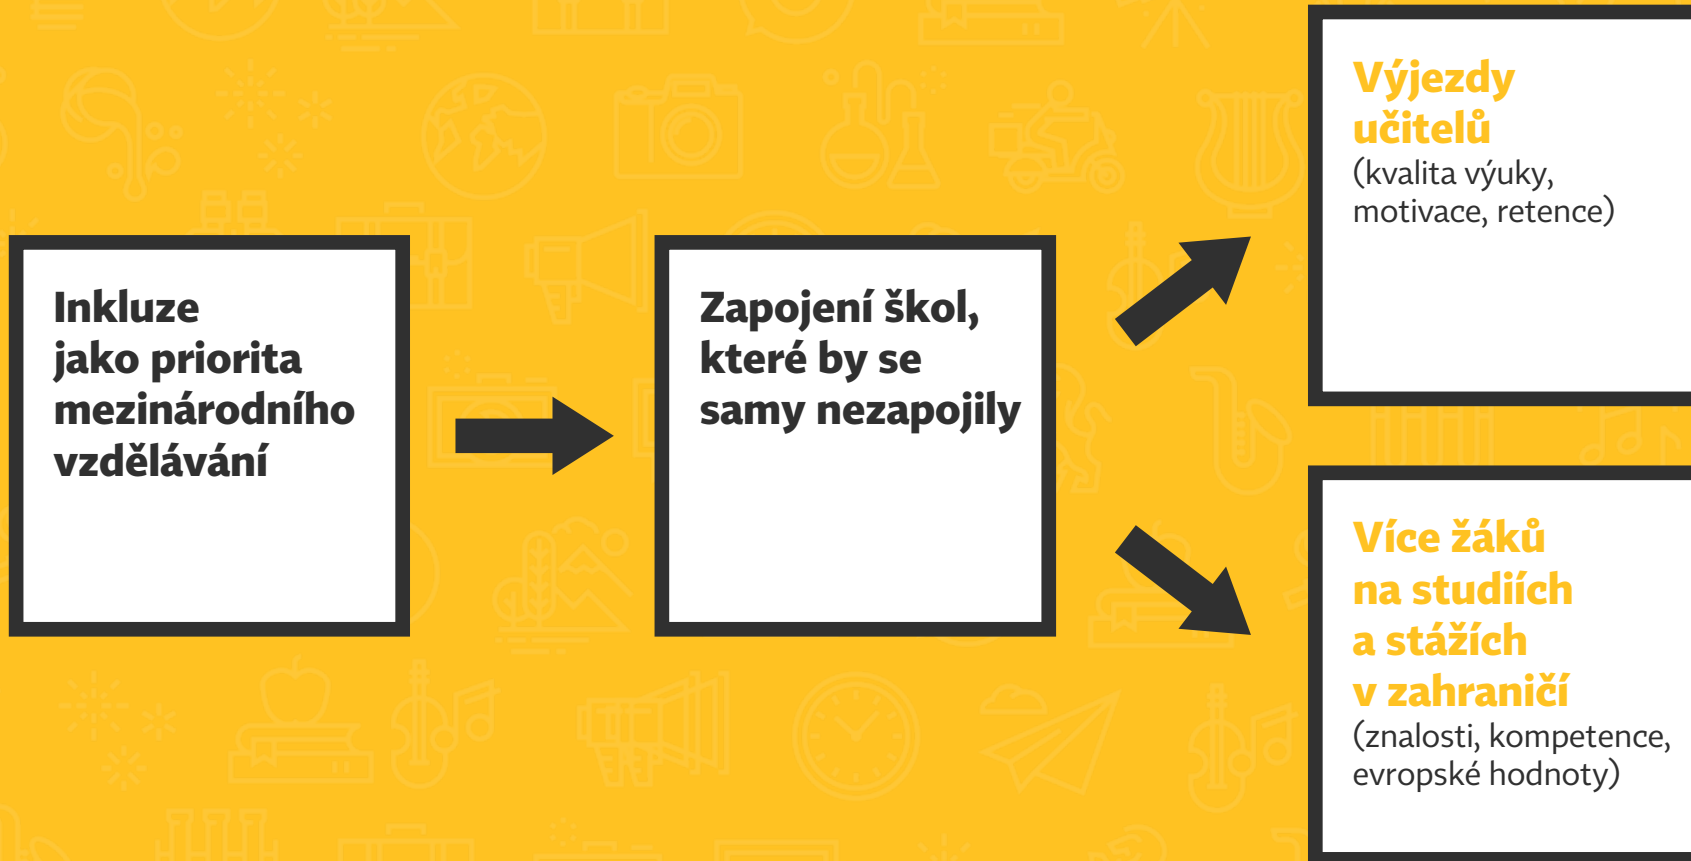 Inkluze
jako priorita
mezinárodního
vzdělávání
Zapojení škol,
které by se
samy nezapojily
Výjezdy
učitelů
(kvalita výuky,
motivace, retence)
Více žáků
na studiích
a stážích
v zahraničí
(znalosti, kompetence,
evropské hodnoty)